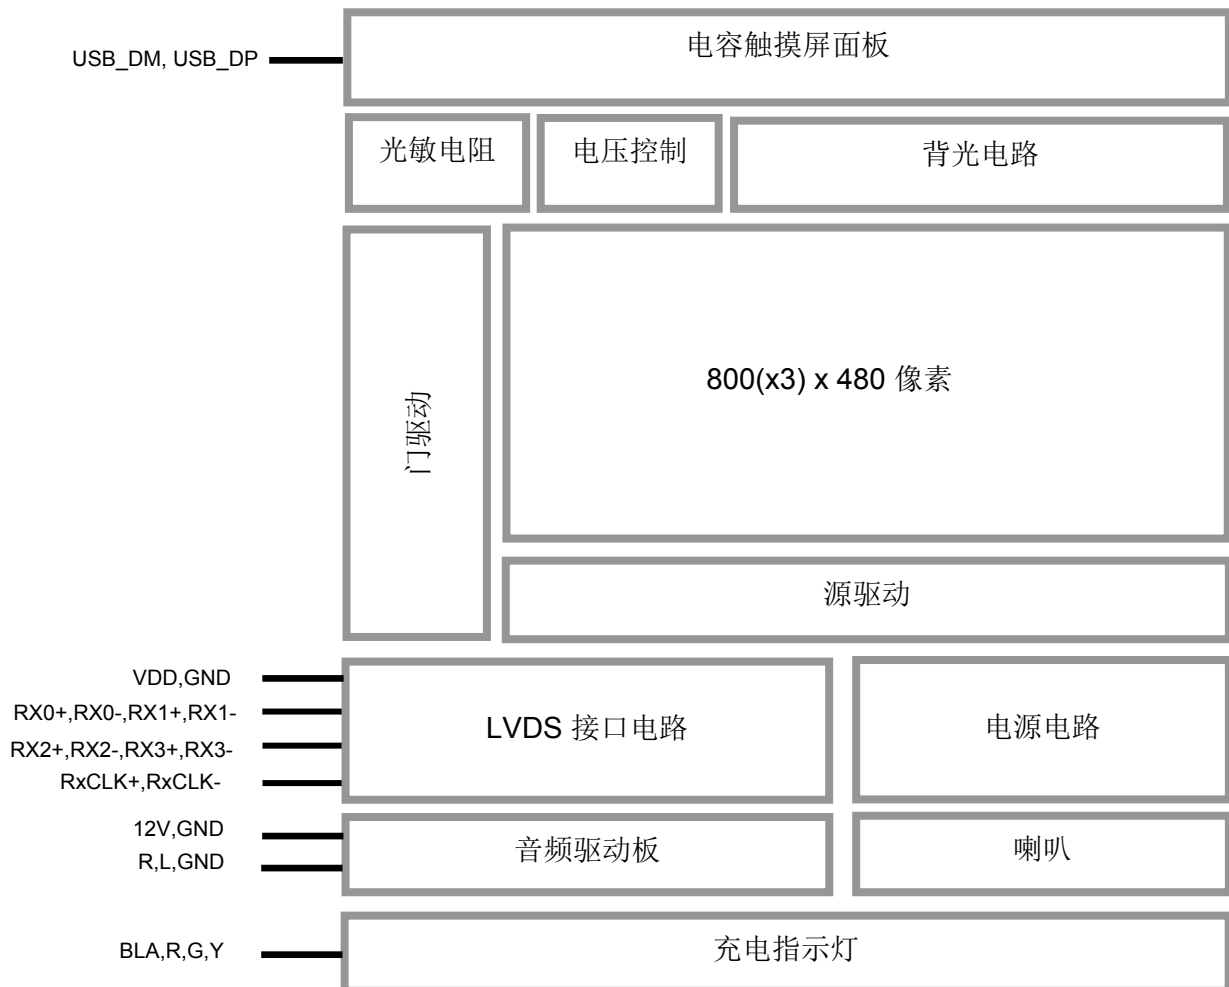 电容触摸屏面板
USB_DM, USB_DP
光敏电阻
电压控制
背光电路
门驱动
800(x3) x 480 像素
源驱动
VDD,GND
RX0+,RX0-,RX1+,RX1-
RX2+,RX2-,RX3+,RX3-
RxCLK+,RxCLK-
LVDS 接口电路
电源电路
12V,GND
R,L,GND
音频驱动板
喇叭
BLA,R,G,Y
充电指示灯